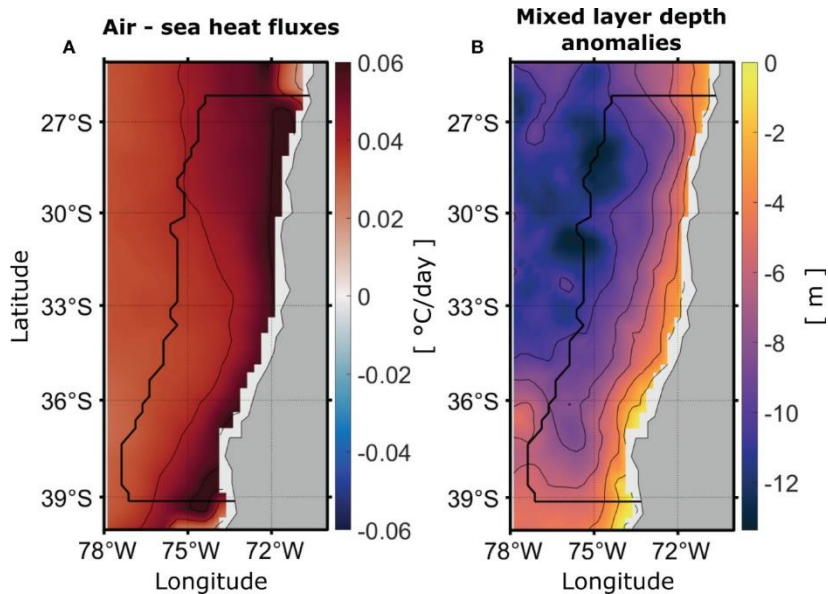 A
Air - sea heat fluxes
27°S
30°S
33°S
36°S
39°S
Latitude
78°W
75°W
72°W
Longitude
0.06
0.04
0.02
0
-0.02
-0.04
-0.06
[ °C/day ]
B
Mixed layer depth
anomalies
27°S
30°S
33°S
36°S
39°S
78°W
75°W
72°W
Longitude
0
-2
-4
-6
-8
-10
-12
[ m ]